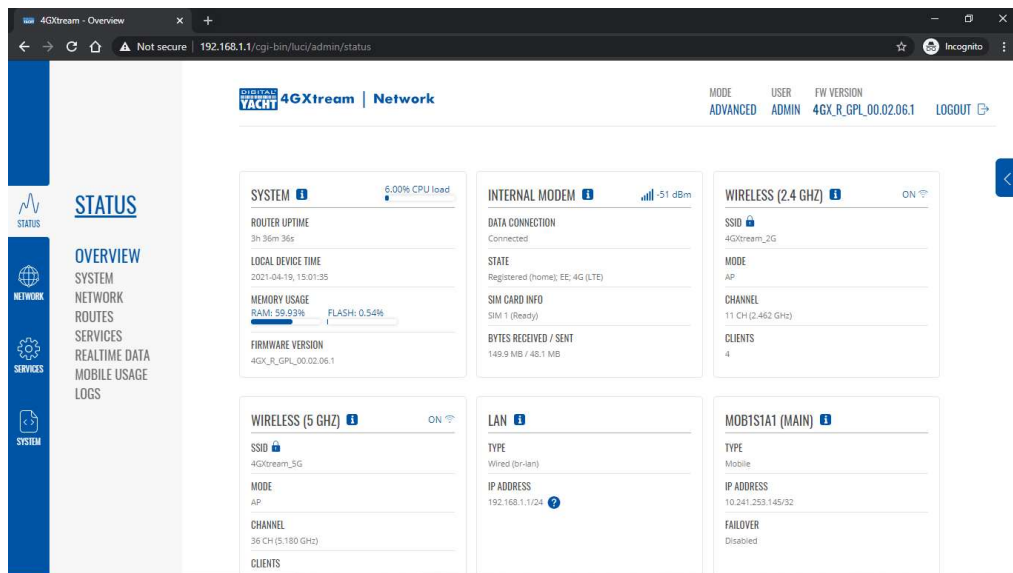 4GXtream - Overview
Not secure | 192.168.1.1/cgi-bin/luci/admin/status
Incognito
DIGITAL YACHT 4GXtream | Network
MODE USER FW VERSION
ADVANCED ADMIN 4GX_R_GPL_00.02.06.1 LOGOUT
STATUS
NETWORK
SERVICES
SYSTEM
STATUS
OVERVIEW
SYSTEM
NETWORK
ROUTES
SERVICES
REALTIME DATA
MOBILE USAGE
LOGS
SYSTEM 6.00% CPU load
ROUTER UPTIME
3h 36m 36s
LOCAL DEVICE TIME
2021-04-19, 15:01:35
MEMORY USAGE
RAM: 59.93% FLASH: 0.54%
FIRMWARE VERSION
4GX_R_GPL_00.02.06.1
INTERNAL MODEM -51 dBm
DATA CONNECTION
Connected
STATE
Registered (home); EE; 4G (LTE)
SIM CARD INFO
SIM 1 (Ready)
BYTES RECEIVED / SENT
149.9 MB / 48.1 MB
WIRELESS (2.4 GHZ) ON
SSID
4GXtream_2G
MODE
AP
CHANNEL
11 CH (2.462 GHz)
CLIENTS
4
WIRELESS (5 GHZ) ON
SSID
4GXtream_5G
MODE
AP
CHANNEL
36 CH (5.180 GHz)
CLIENTS
LAN
TYPE
Wired (br-lan)
IP ADDRESS
192.168.1.1/24
MOB1S1A1 (MAIN)
TYPE
Mobile
IP ADDRESS
10.241.253.145/32
FAILOVER
Disabled